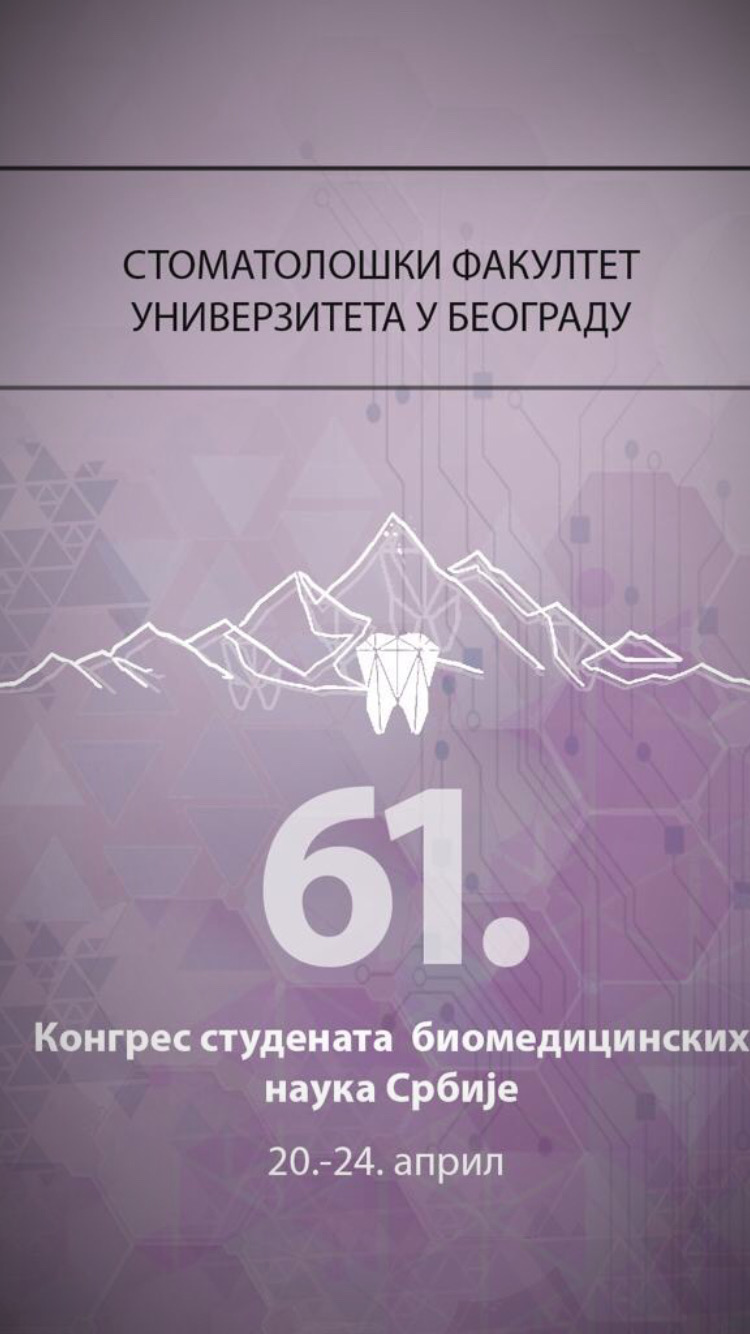 СТОМАТОЛОШКИ ФАКУЛТЕТ
УНИВЕРЗИТЕТА У БЕОГРАДУ
61.
Конгрес студената биомедицинских
наука Србије
20.-24. април